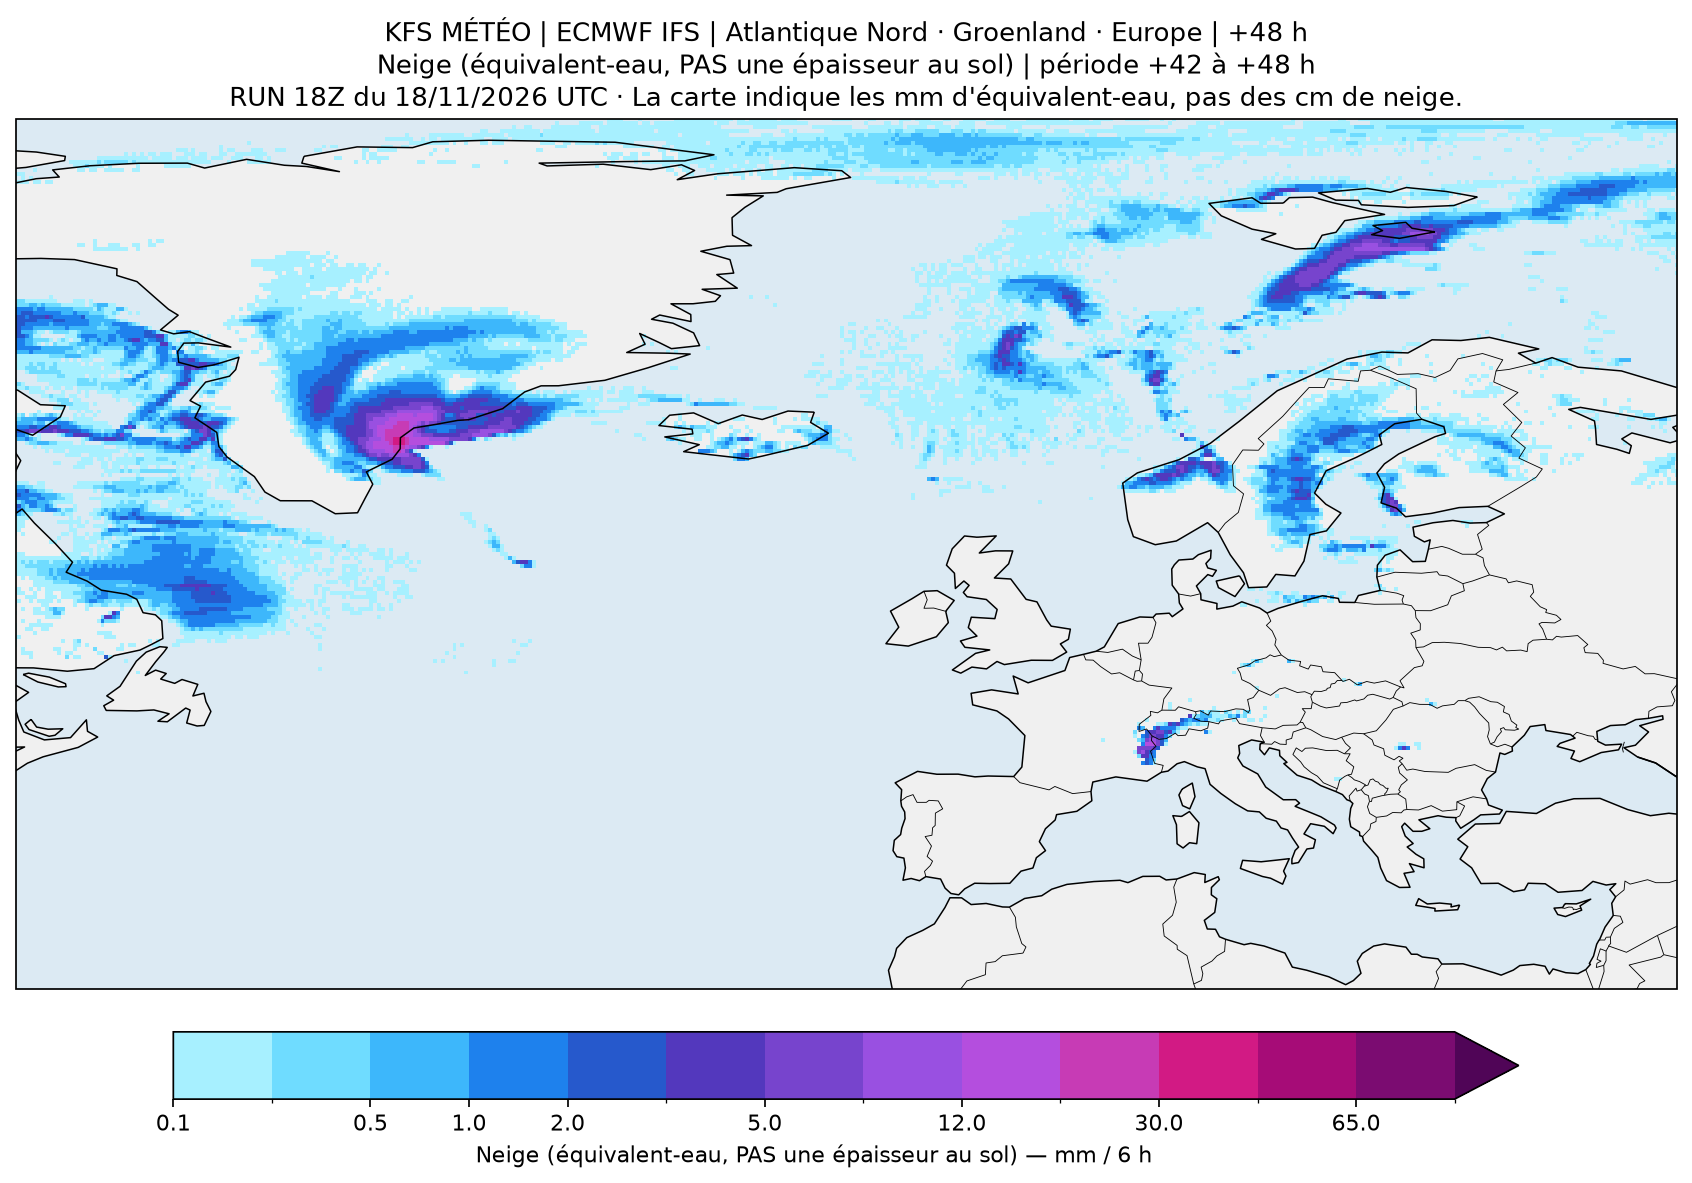 KFS MÉTÉO | ECMWF IFS | Atlantique Nord · Groenland · Europe | +48 h
Neige (équivalent-eau, PAS une épaisseur au sol) | période +42 à +48 h
RUN 18Z du 18/11/2026 UTC · La carte indique les mm d'équivalent-eau, pas des cm de neige.
0.1 0.5 1.0 2.0 5.0 12.0 30.0 65.0
Neige (équivalent-eau, PAS une épaisseur au sol) — mm / 6 h